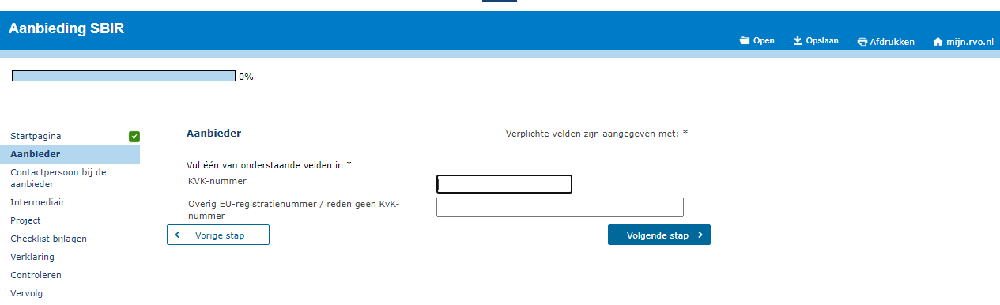 Aanbieding SBIR
Open Opslaan Afdrukken mijn.rvo.nl
0%
Startpagina
Aanbieder
Contactpersoon bij de
aanbieder
Intermediair
Project
Checklist bijlagen
Verklaring
Controleren
Vervolg
Aanbieder
Verplichte velden zijn aangegeven met: *
Vul één van onderstaande velden in *
KVK-nummer
Overig EU-registratienummer / reden geen KvK-
nummer
Vorige stap
Volgende stap